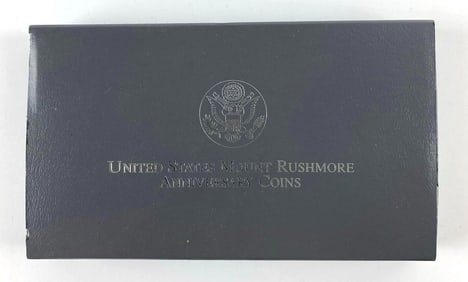 United States Mount Rushmore
Anniversary Coins